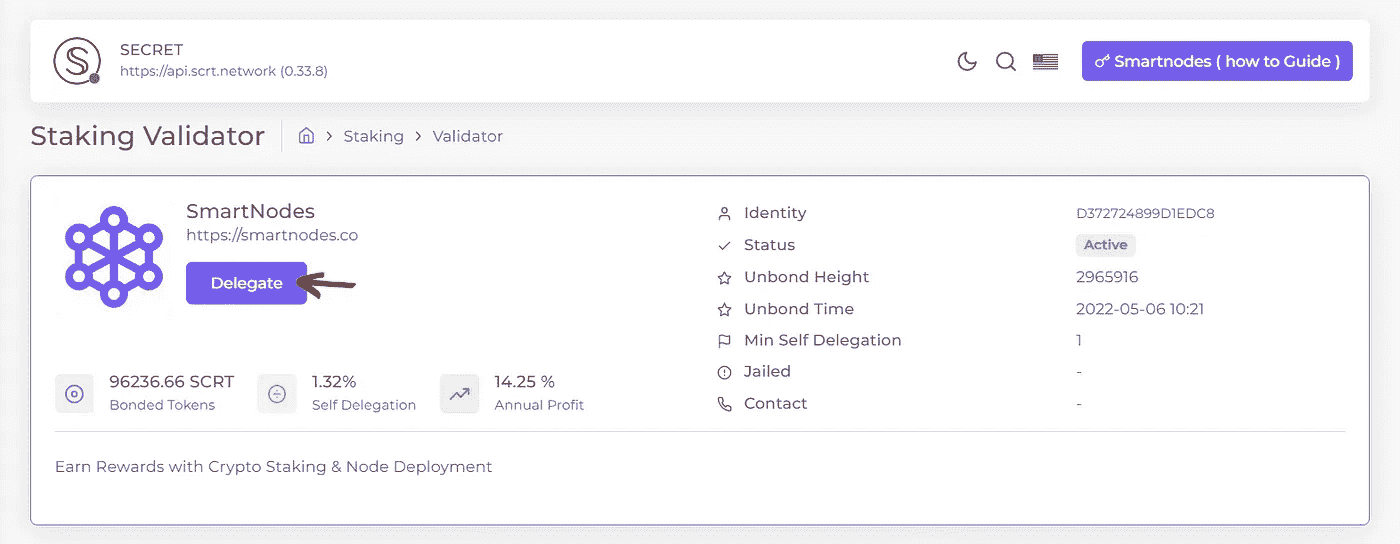 SECRET
https://api.scrt.network (0.33.8)
Smartnodes ( how to Guide )
Staking Validator
Staking > Validator
SmartNodes
https://smartnodes.co
Delegate
96236.66 SCRT
Bonded Tokens
1.32%
Self Delegation
14.25 %
Annual Profit
Identity D372724899D1EDC8
Status Active
Unbond Height 2965916
Unbond Time 2022-05-06 10:21
Min Self Delegation 1
Jailed -
Contact -
Earn Rewards with Crypto Staking & Node Deployment